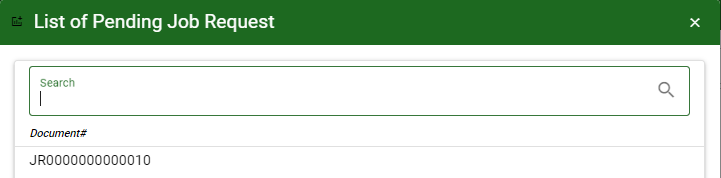 List of Pending Job Request
Search
Document#
JR0000000000010